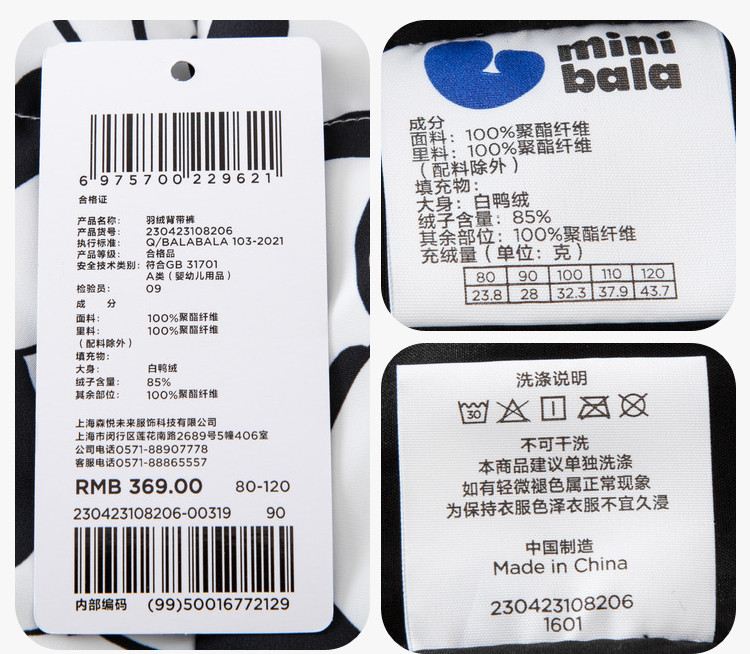 6 975700 229621
合格证
产品名称： 羽绒背带裤
产品货号： 230423108206
执行标准： Q/BALABALA 103-2021
产品等级： 合格品
安全技术类别： 符合GB 31701
A类（婴幼儿用品）
检验员： 09
成 分
面料： 100%聚酯纤维
里料： 100%聚酯纤维
（配料除外）
填充物：
大身： 白鸭绒
绒子含量： 85%
其余部位： 100%聚酯纤维
上海森悦未来服饰科技有限公司
上海市闵行区莲花南路2689号5幢406室
公司电话0571-88907778
客服电话0571-88865557
RMB 369.00 80-120
230423108206-00319 90
内部编码 (99)50016772129
mini
bala
成分
面料：100%聚酯纤维
里料：100%聚酯纤维
（配料除外）
填充物：
大身：白鸭绒
绒子含量：85%
其余部位：100%聚酯纤维
充绒量（单位：克）
80 90 100 110 120
23.8 28 32.3 37.9 43.7
洗涤说明
30
不可干洗
本商品建议单独洗涤
如有轻微褪色属正常现象
为保持衣服色泽衣服不宜久浸
中国制造
Made in China
230423108206
1601